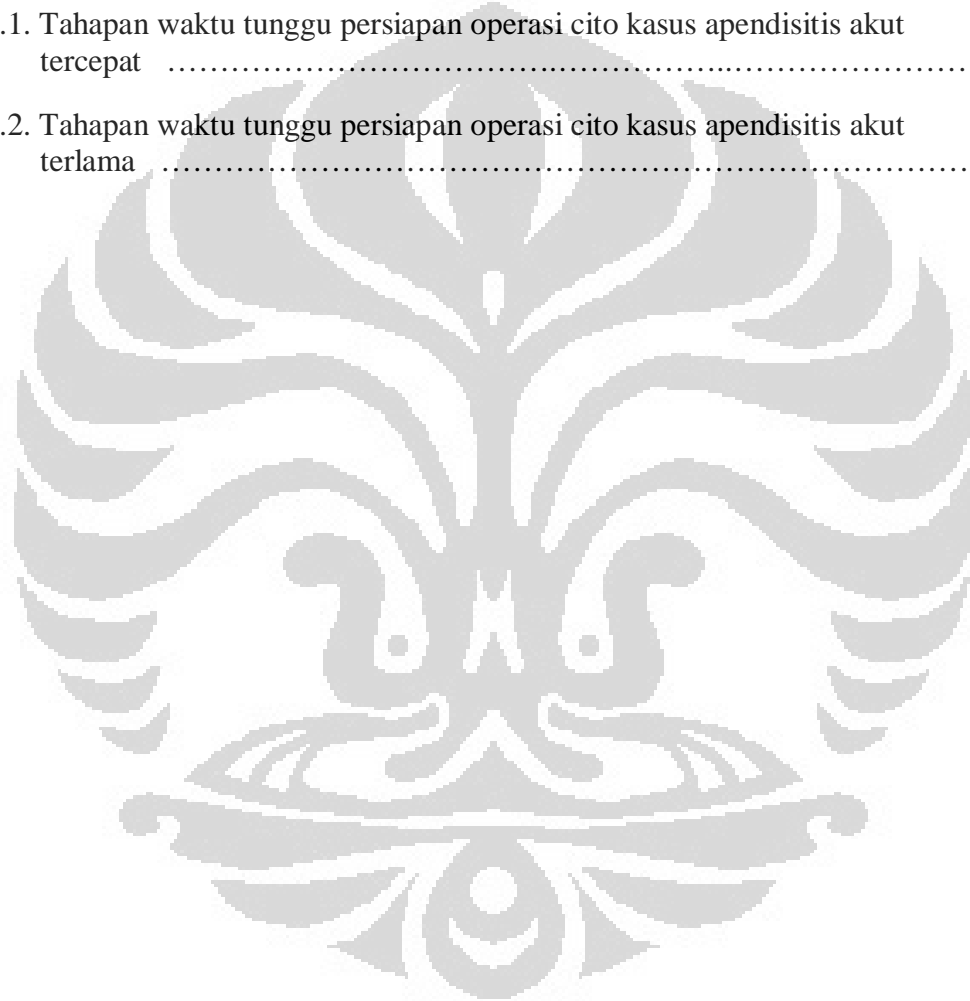 .1. Tahapan waktu tunggu persiapan operasi cito kasus apendisitis akut
tercepat ……………………………….……………..……………………
.2. Tahapan waktu tunggu persiapan operasi cito kasus apendisitis akut
terlama ……………………………………………………………………